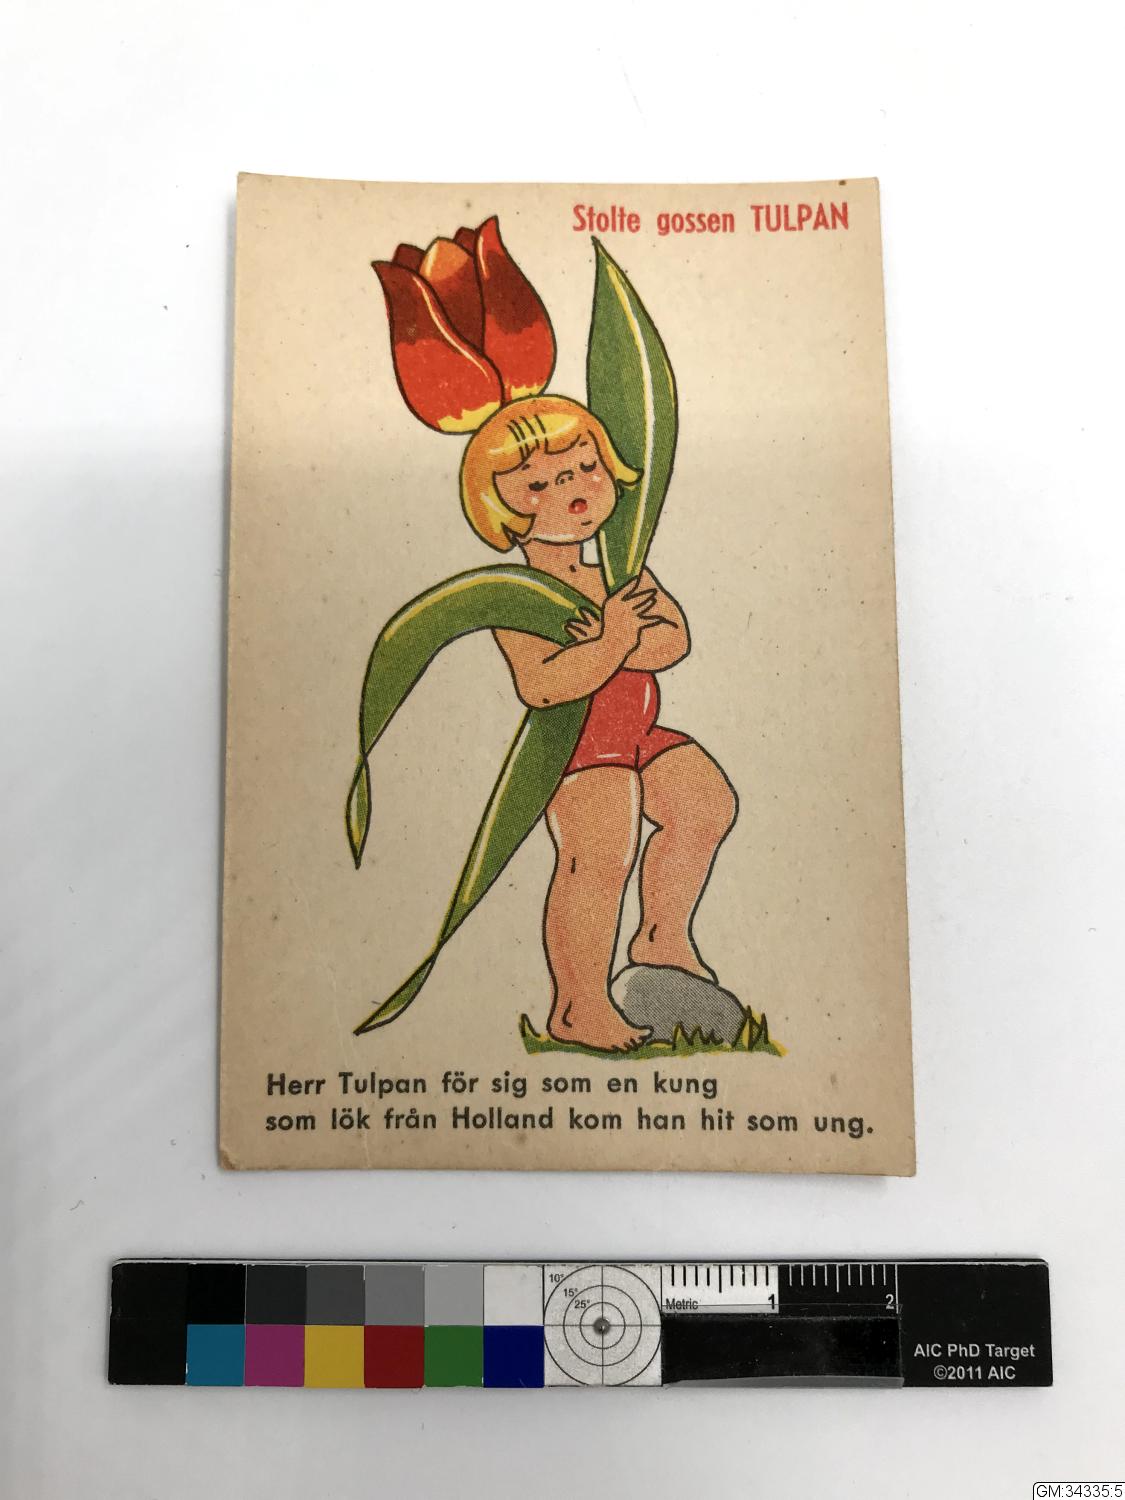 Stolte gossen TULPAN
Herr Tulpan för sig som en kung
som lök från Holland kom han hit som ung.
10°
15°
25°
Metric
1
2
AIC PhD Target
©2011 AIC
GM:34335:5